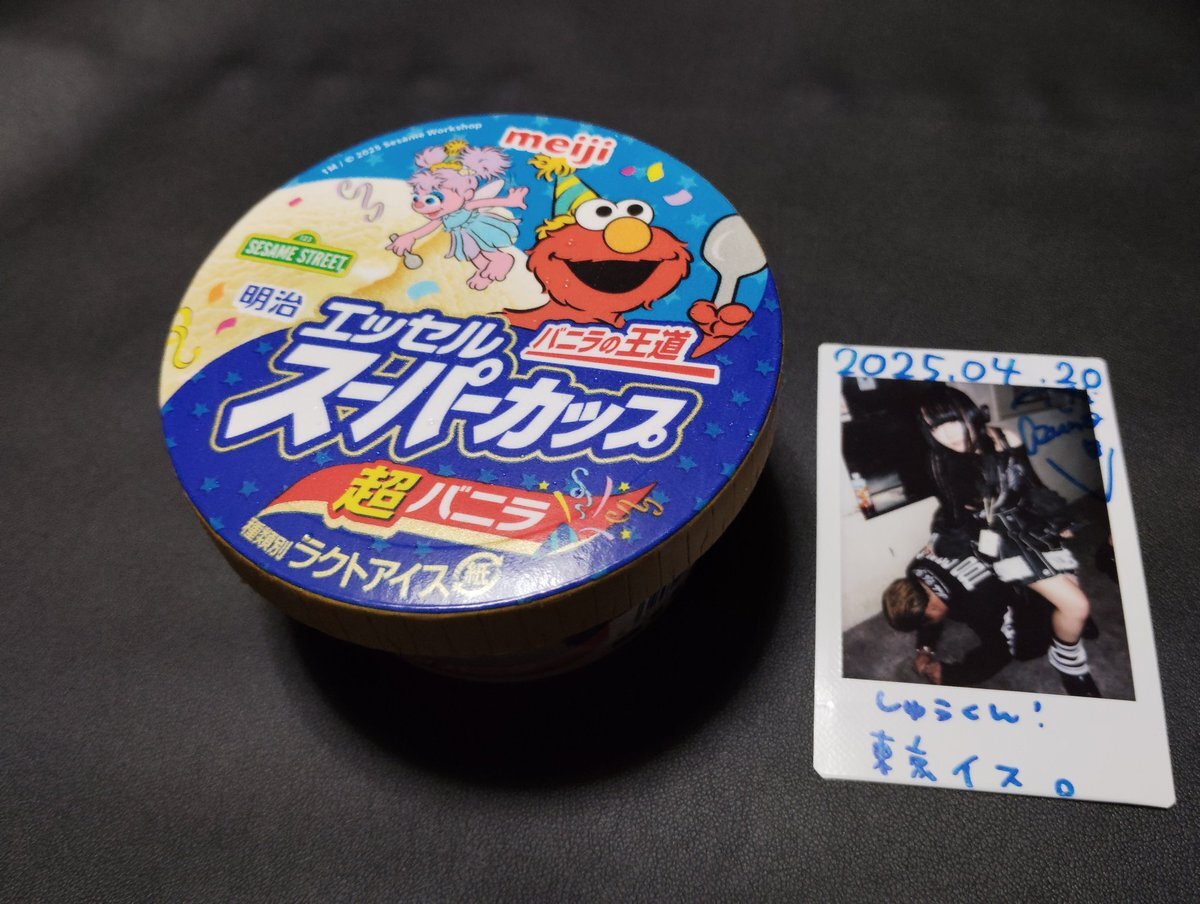 TM / © 2025 Sesame Workshop
meiji
123
SESAME STREET
明治
エッセル
スーパーカップ
バニラの王道
超バニラ
種類別 ラクトアイス
紙
2025.04.20
しゅうくん!
東京イス。